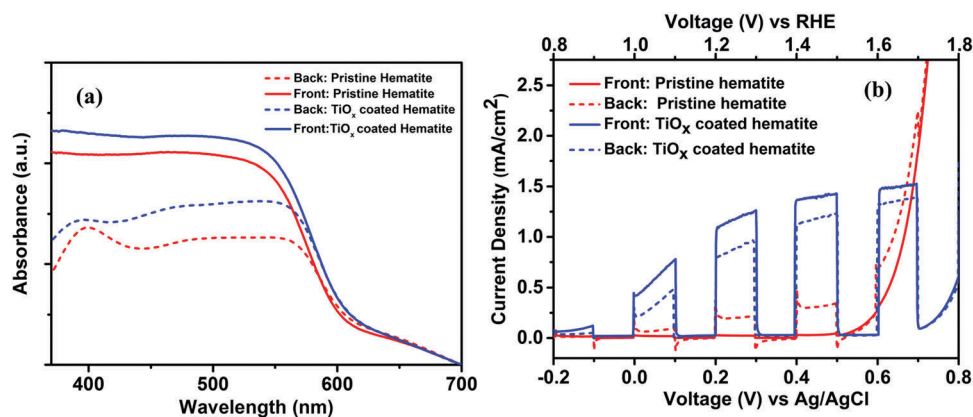 (a)
Back: Pristine Hematite
Front: Pristine Hematite
Back: TiOₓ coated Hematite
Front:TiOₓ coated Hematite
Absorbance (a.u.)
400 500 600 700
Wavelength (nm)
Voltage (V) vs RHE
0.8 1.0 1.2 1.4 1.6 1.8
(b)
Front: Pristine hematite
Back: Pristine hematite
Front: TiOₓ coated hematite
Back: TiOₓ coated hematite
Current Density (mA/cm²)
2.5
2.0
1.5
1.0
0.5
0.0
-0.2 0.0 0.2 0.4 0.6 0.8
Voltage (V) vs Ag/AgCl